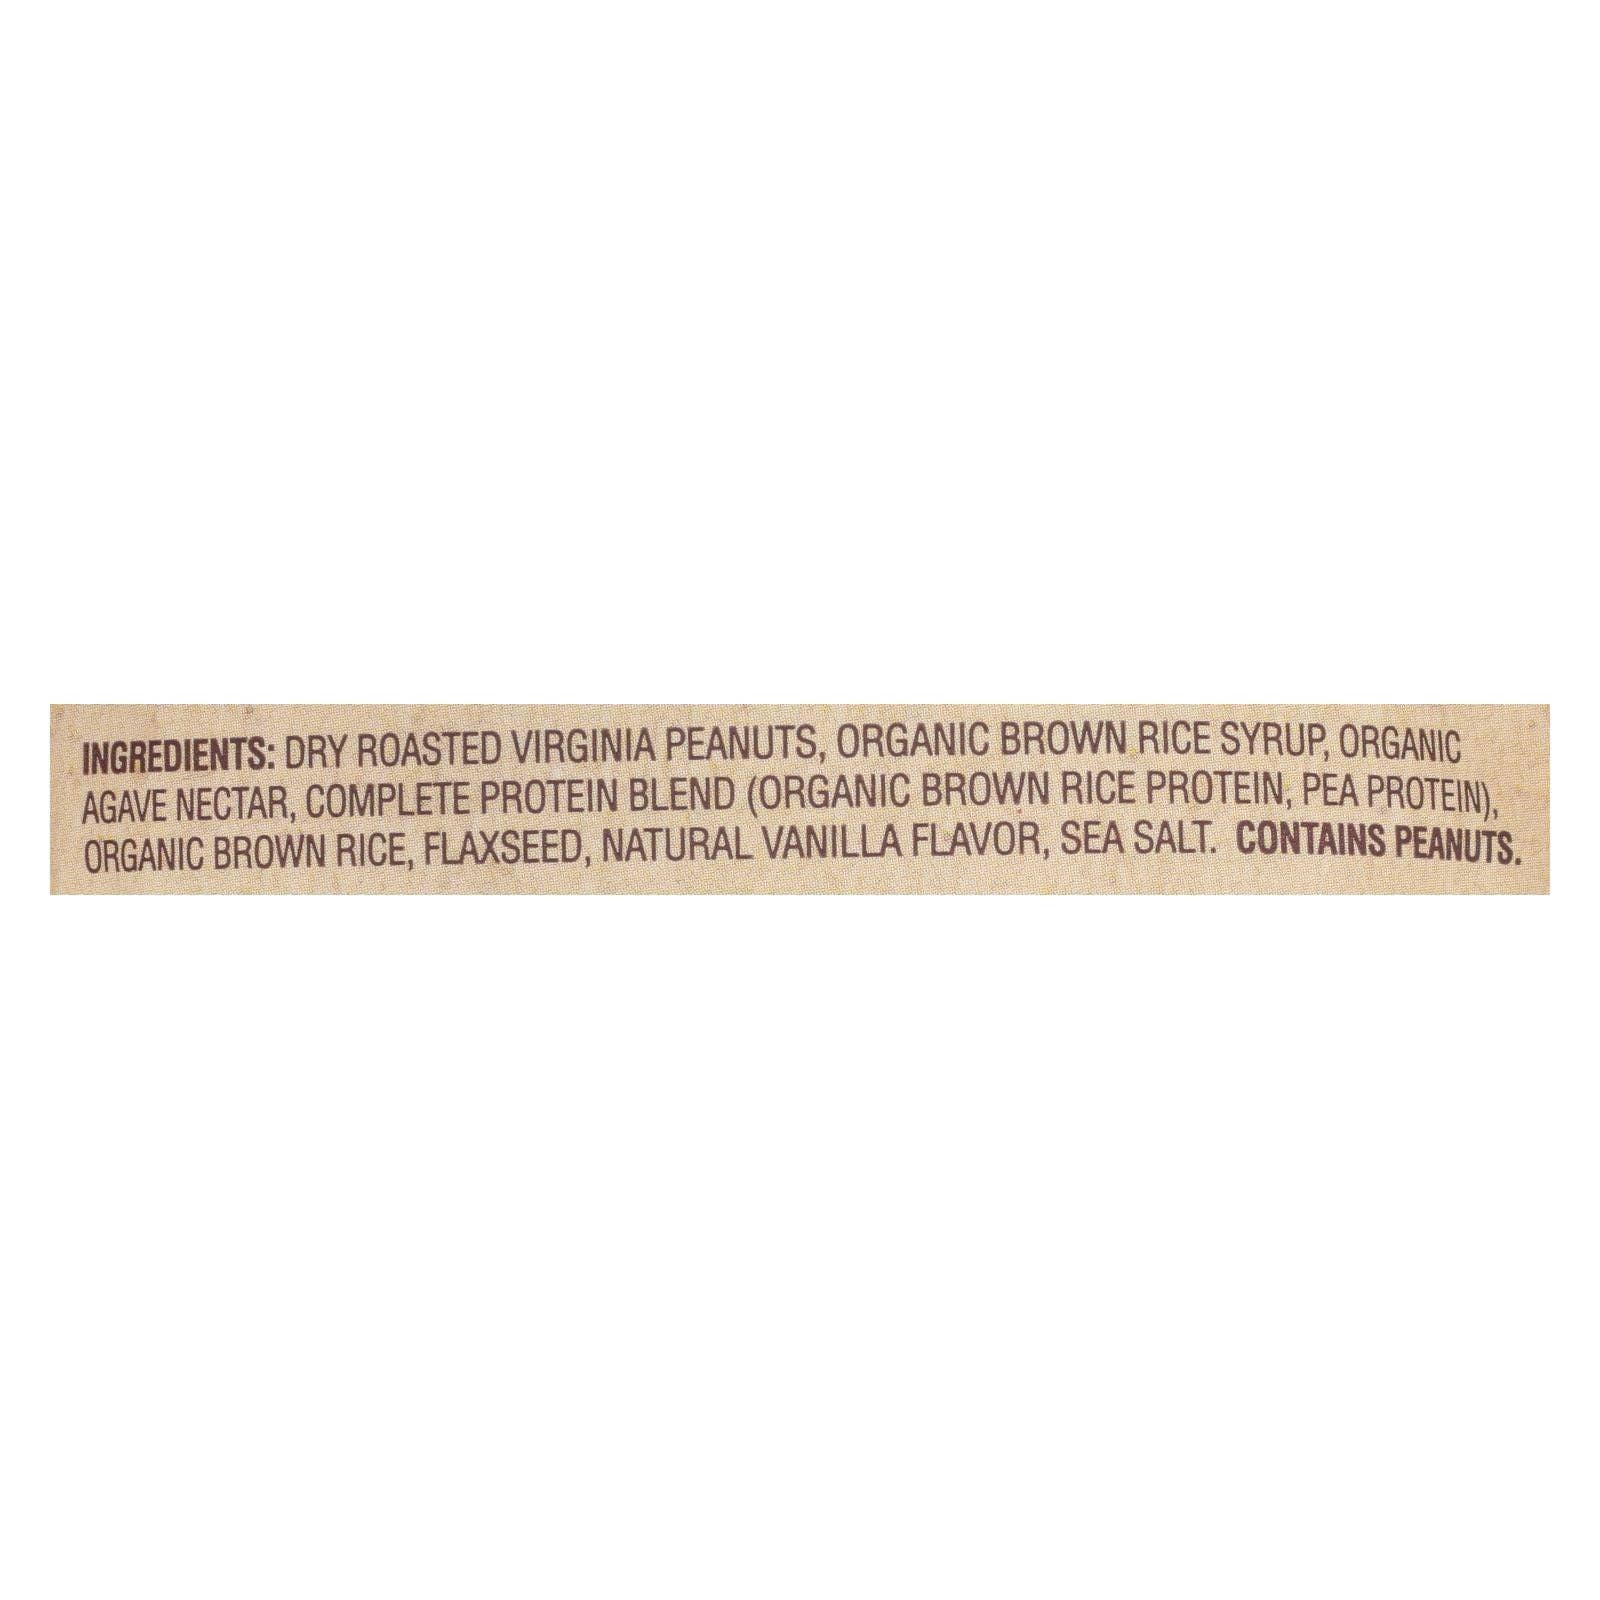 INGREDIENTS: DRY ROASTED VIRGINIA PEANUTS, ORGANIC BROWN RICE SYRUP, ORGANIC
AGAVE NECTAR, COMPLETE PROTEIN BLEND (ORGANIC BROWN RICE PROTEIN, PEA PROTEIN),
ORGANIC BROWN RICE, FLAXSEED, NATURAL VANILLA FLAVOR, SEA SALT. CONTAINS PEANUTS.